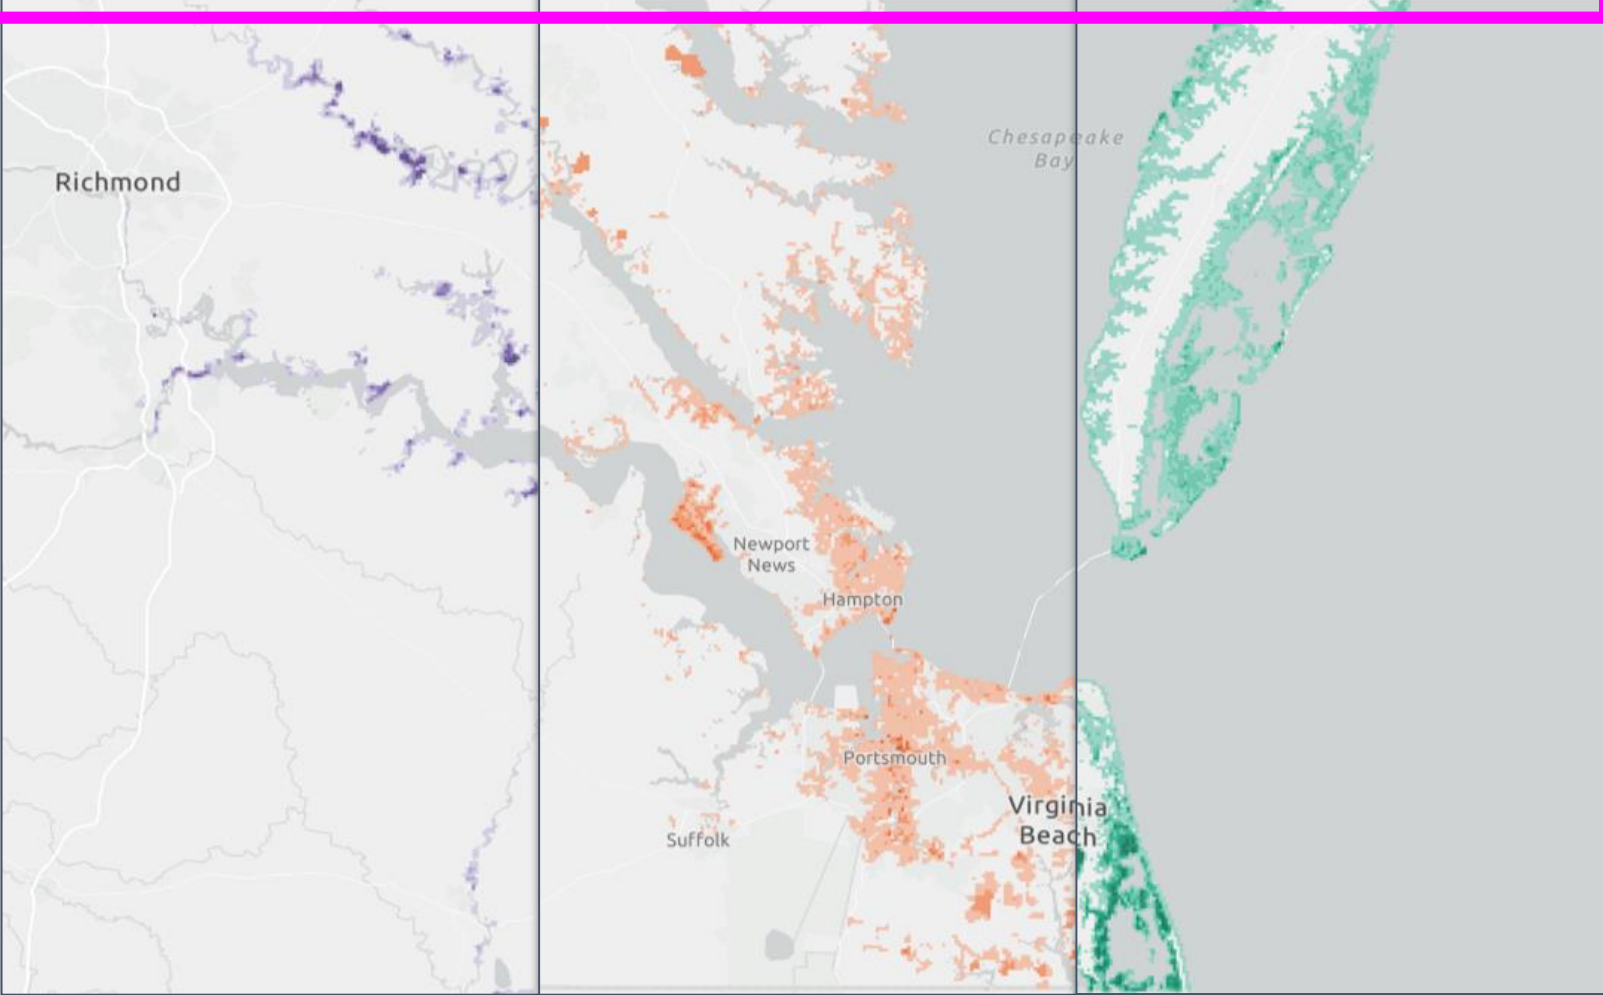 Chesapeake
Bay
Richmond
Newport
News
Hampton
Portsmouth
Virginia
Beach
Suffolk